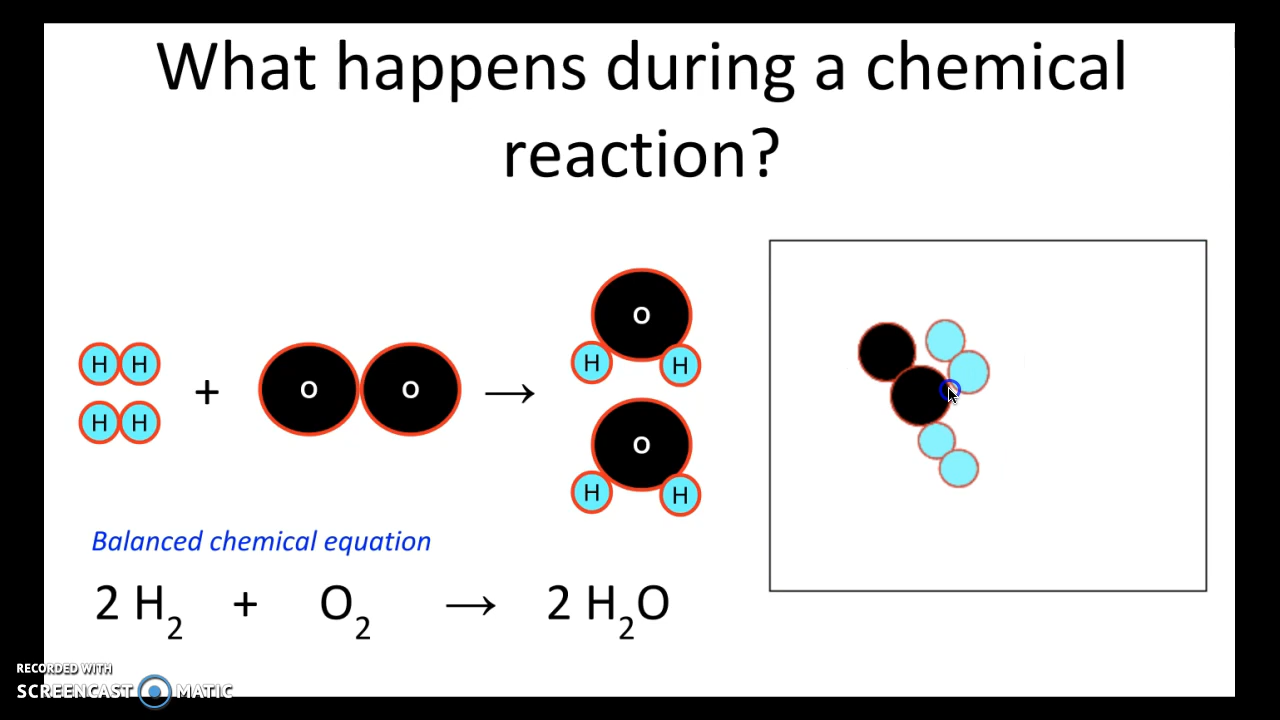 What happens during a chemical
reaction?
H H + O O → O H H
H H
O H H
Balanced chemical equation
2 H₂ + O₂ → 2 H₂O
RECORDED WITH
SCREENCAST MATIC